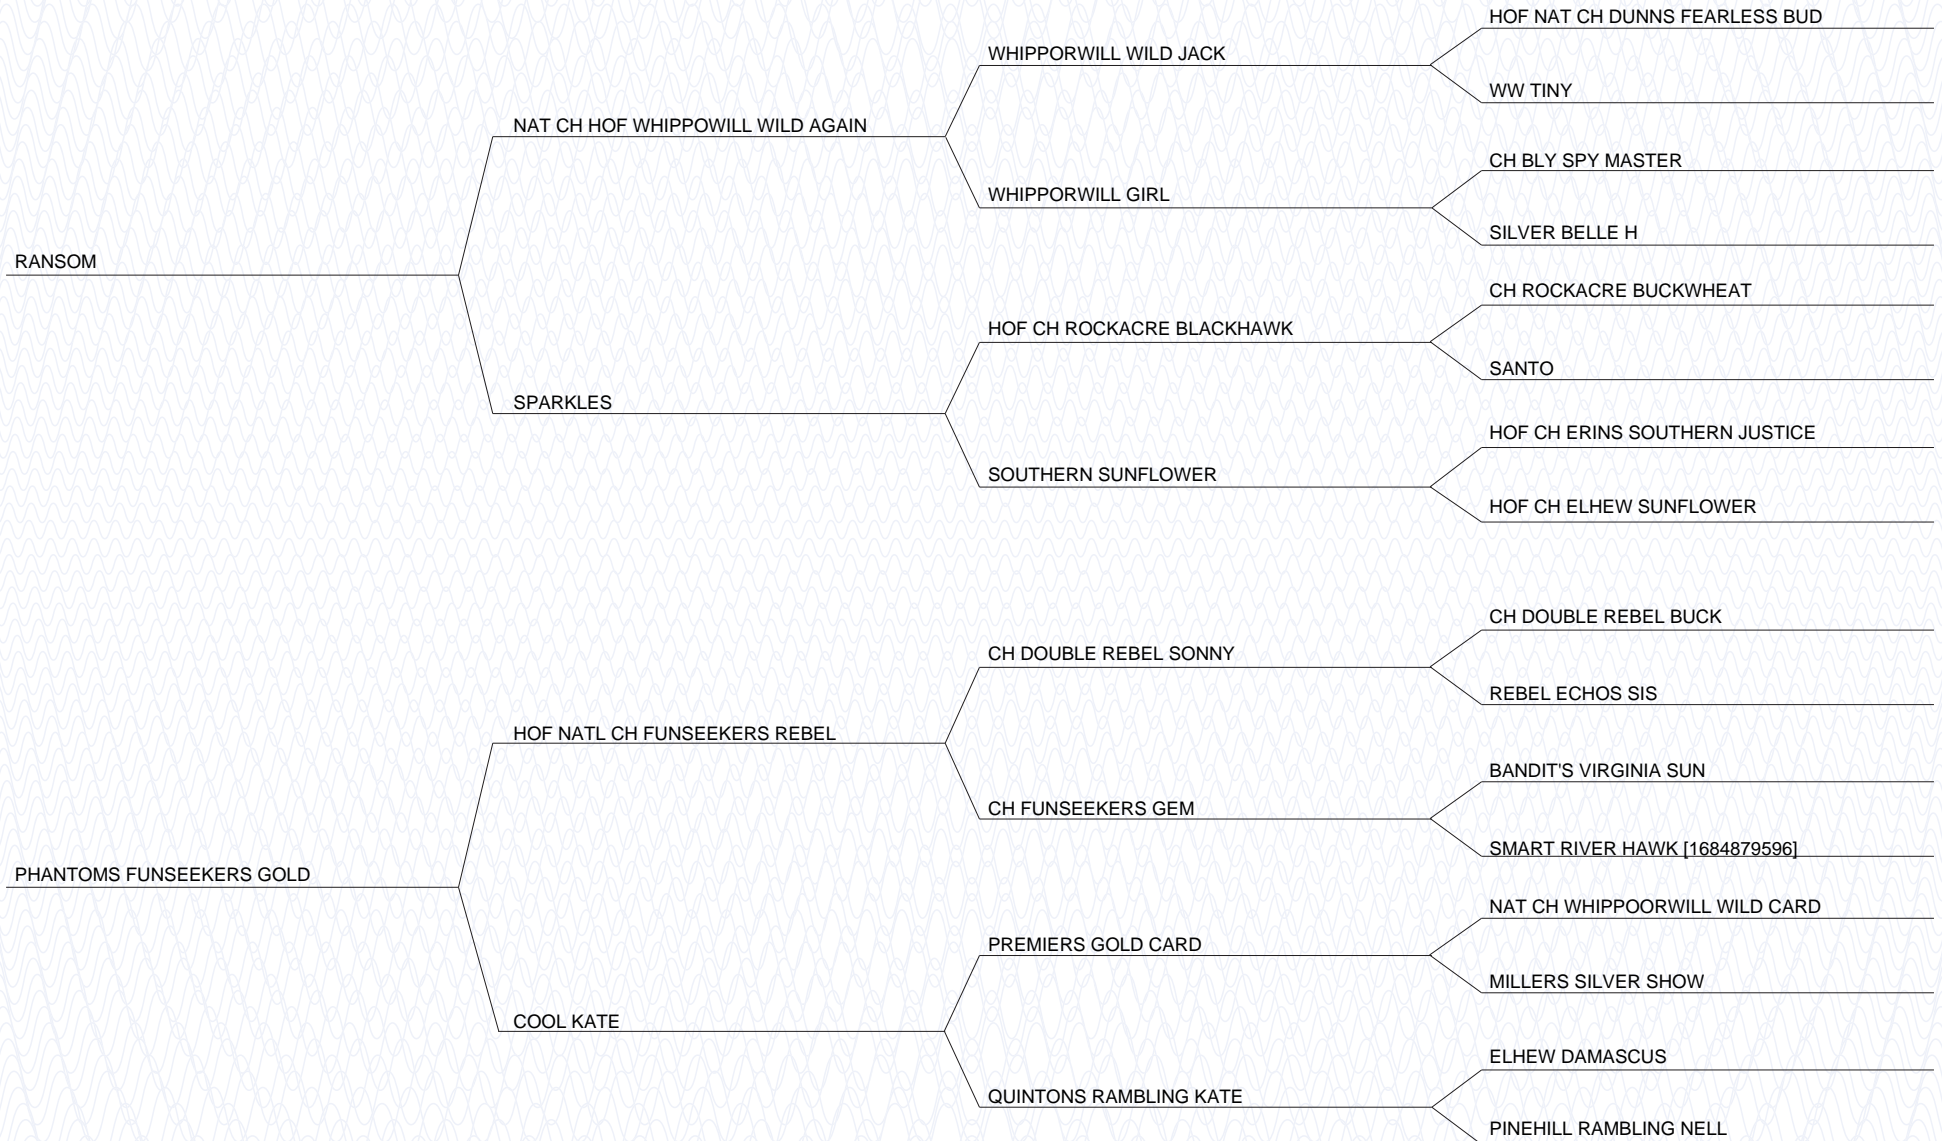 HOF NAT CH DUNNS FEARLESS BUD
WHIPPORWILL WILD JACK
WW TINY
NAT CH HOF WHIPPOWILL WILD AGAIN
CH BLY SPY MASTER
WHIPPORWILL GIRL
SILVER BELLE H
RANSOM
CH ROCKACRE BUCKWHEAT
HOF CH ROCKACRE BLACKHAWK
SANTO
SPARKLES
HOF CH ERINS SOUTHERN JUSTICE
SOUTHERN SUNFLOWER
HOF CH ELHEW SUNFLOWER
CH DOUBLE REBEL BUCK
CH DOUBLE REBEL SONNY
REBEL ECHOS SIS
HOF NATL CH FUNSEEKERS REBEL
BANDIT'S VIRGINIA SUN
CH FUNSEEKERS GEM
SMART RIVER HAWK [1684879596]
PHANTOMS FUNSEEKERS GOLD
NAT CH WHIPPOORWILL WILD CARD
PREMIERS GOLD CARD
MILLERS SILVER SHOW
COOL KATE
ELHEW DAMASCUS
QUINTONS RAMBLING KATE
PINEHILL RAMBLING NELL